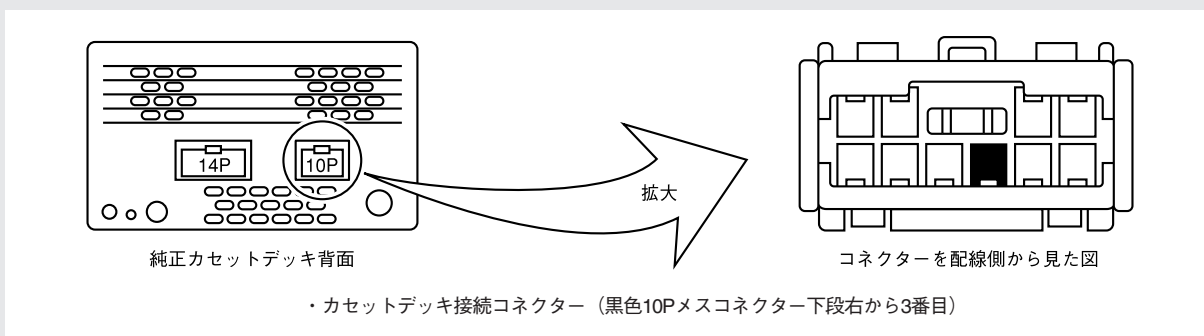 14P
10P
拡大
純正カセットデッキ背面
コネクターを配線側から見た図
・カセットデッキ接続コネクター（黒色10Pメスコネクター下段右から3番目）